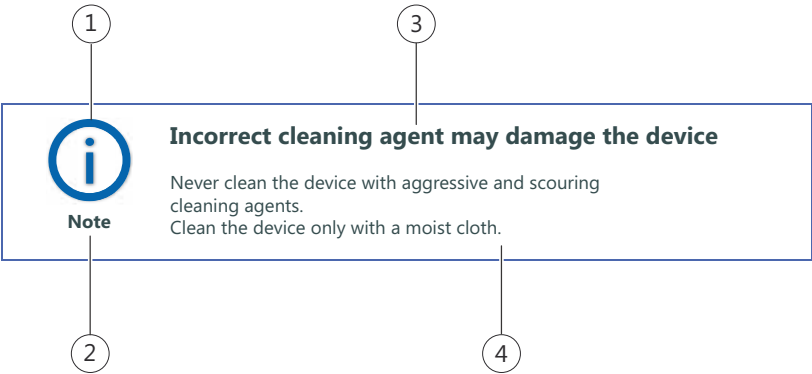 1
3
Incorrect cleaning agent may damage the device
Never clean the device with aggressive and scouring
cleaning agents.
Clean the device only with a moist cloth.
Note
2
4